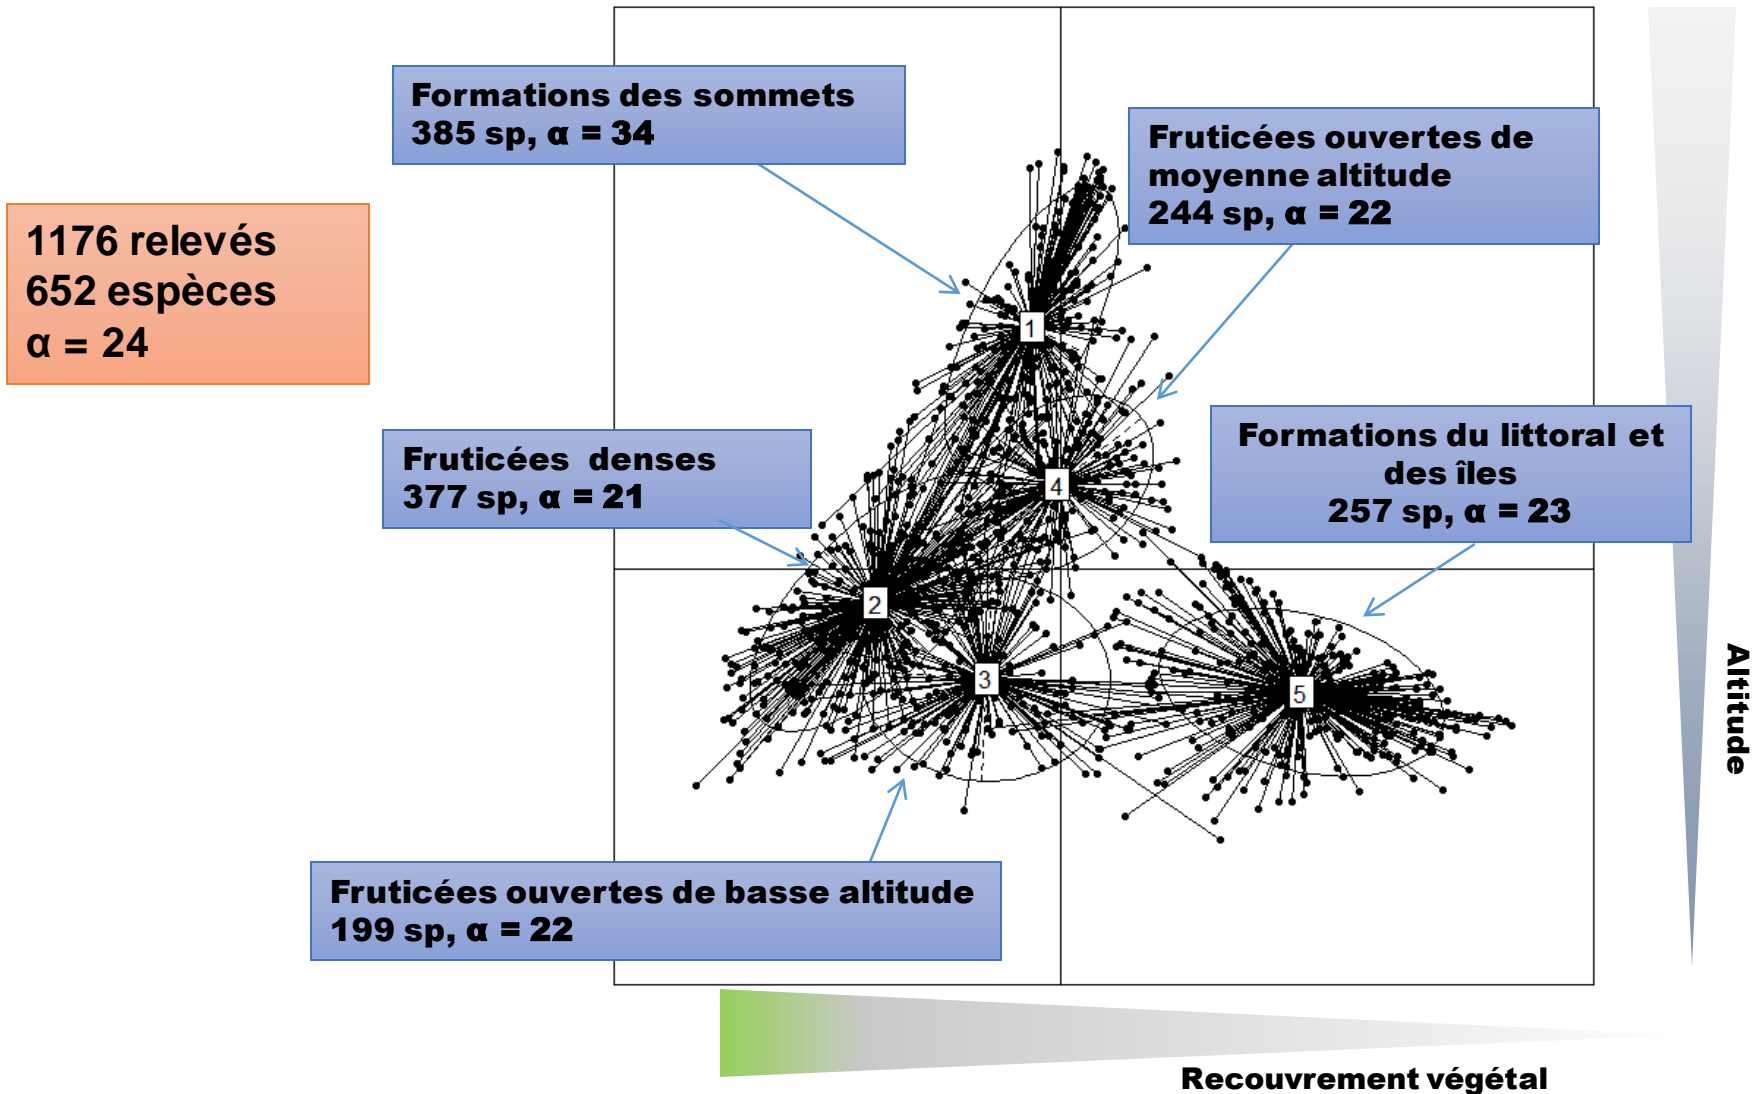 Formations des sommets
385 sp, α = 34
Fruticées ouvertes de
moyenne altitude
244 sp, α = 22
1176 relevés
652 espèces
α = 24
1
Fruticées denses
377 sp, α = 21
4
Formations du littoral et
des îles
257 sp, α = 23
2
3
5
Altitude
Fruticées ouvertes de basse altitude
199 sp, α = 22
Recouvrement végétal